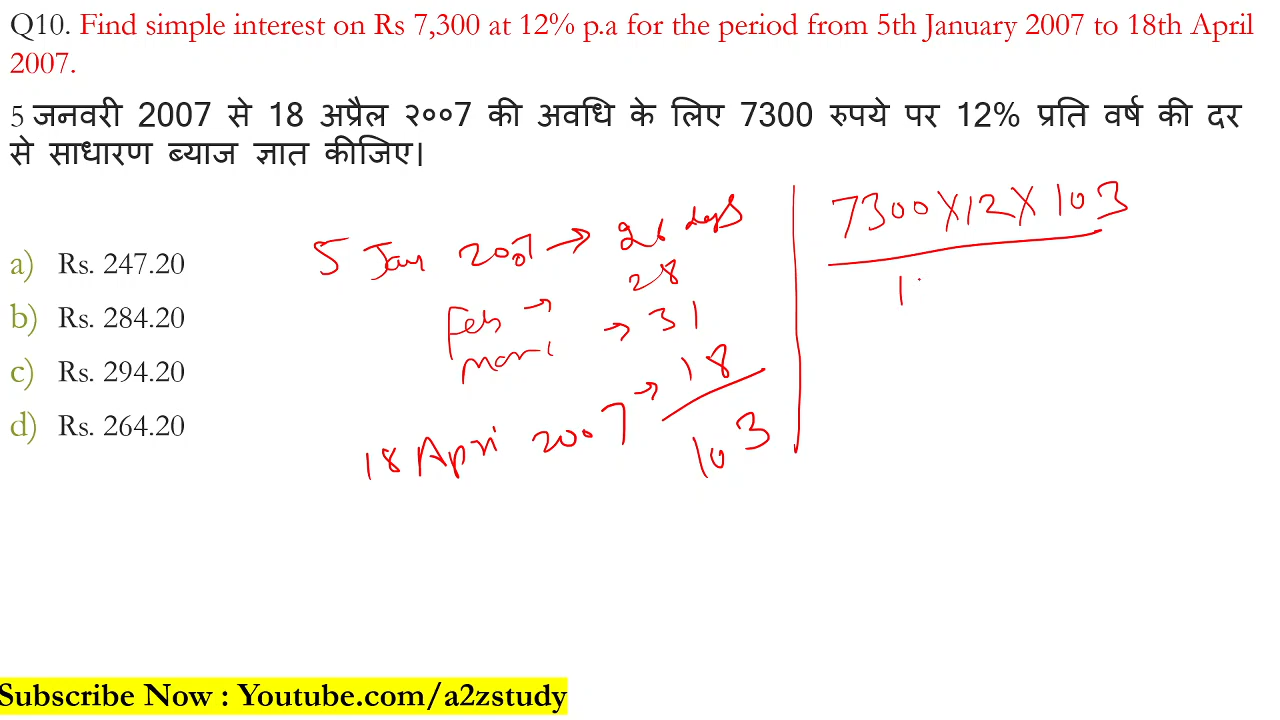 Q10. Find simple interest on Rs 7,300 at 12% p.a for the period from 5th January 2007 to 18th April
2007.
5 जनवरी 2007 से 18 अप्रैल २००7 की अवधि के लिए 7300 रुपये पर 12% प्रति वर्ष की दर
से साधारण ब्याज ज्ञात कीजिए।
a) Rs. 247.20
b) Rs. 284.20
c) Rs. 294.20
d) Rs. 264.20
5 Jan 2007 → 26 days
Feb → 28
→ 31
18 Apri 2007 → 18
103
7300 X 12 X 103
1
Subscribe Now : Youtube.com/a2zstudy